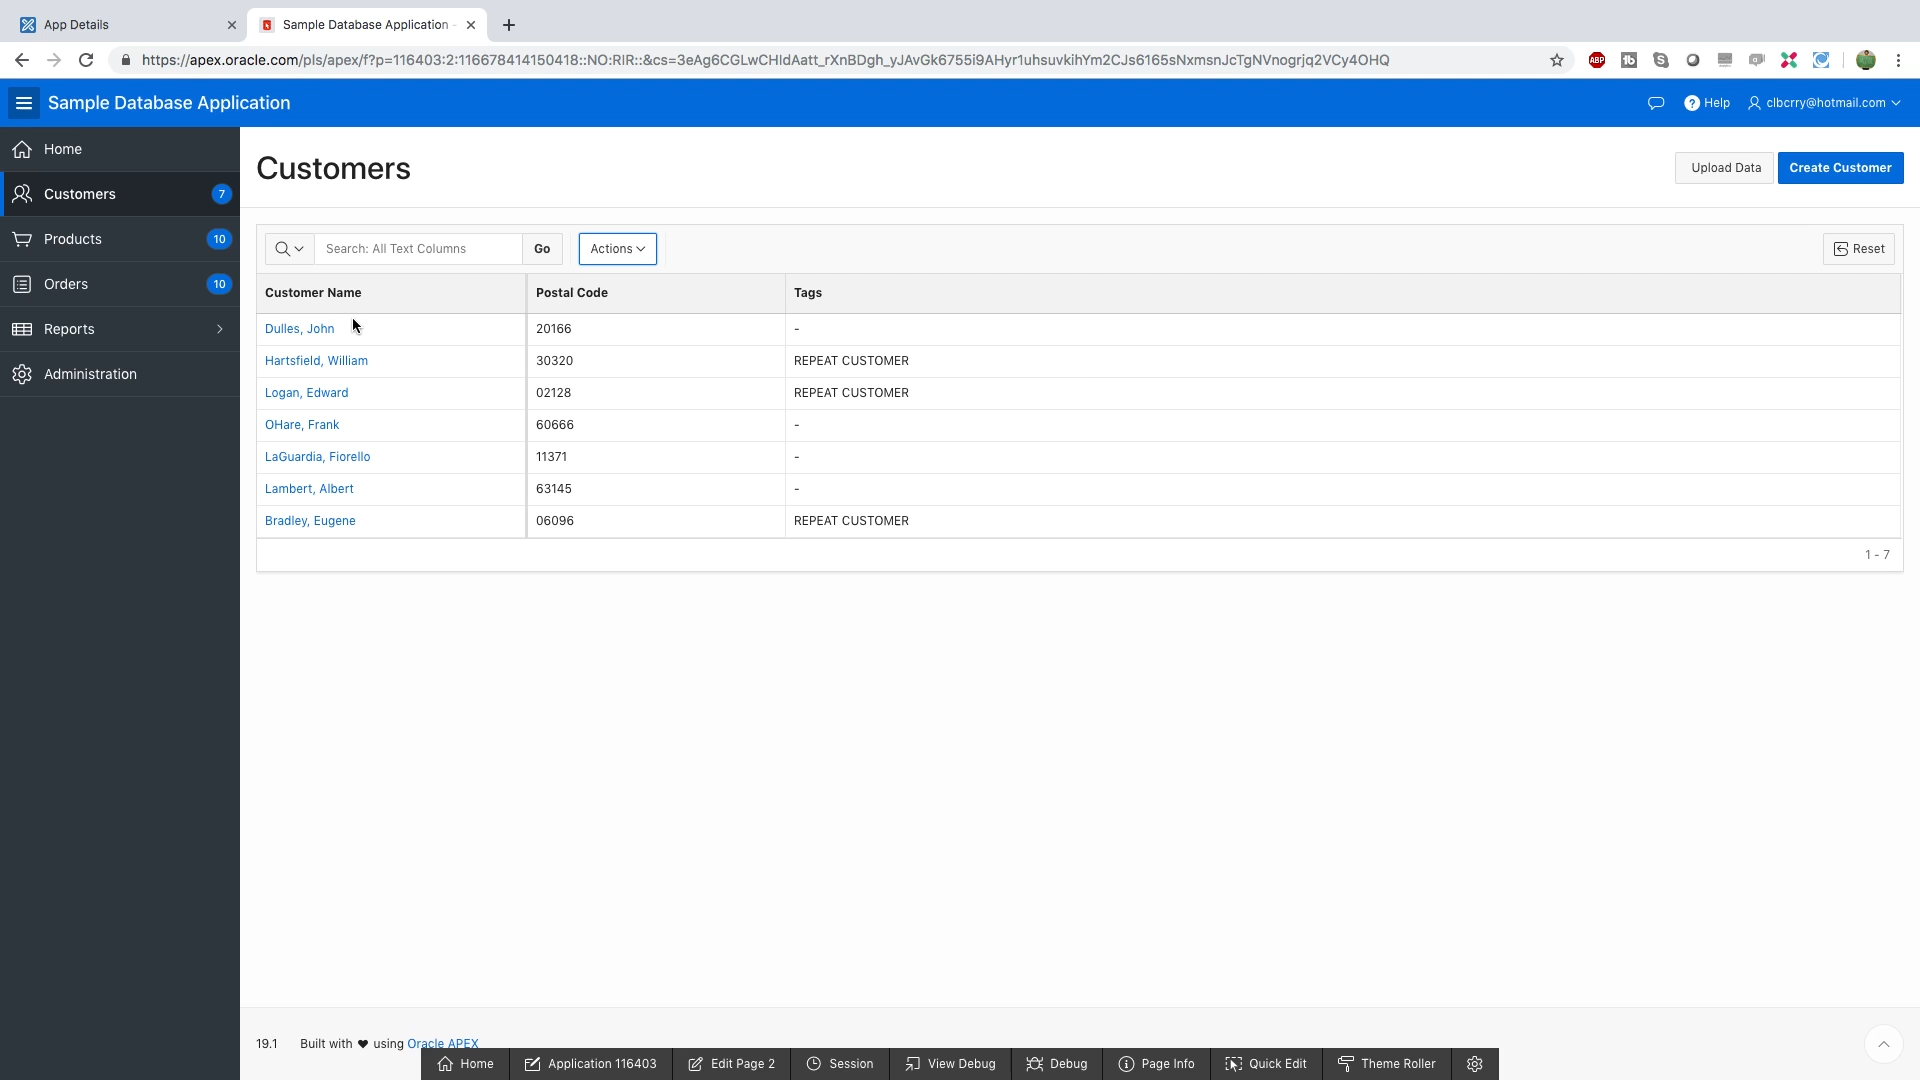 App Details
Sample Database Application -
https://apex.oracle.com/pls/apex/f?p=116403:2:116678414150418::NO:RIR::&cs=3eAg6CGLwCHIdAatt_rXnBDgh_yJAvGk6755i9AHyr1uhsuvkihYm2CJs6165sNxmsnJcTgNVnogrjq2VCy4OHQ
ABP
Sample Database Application
Help
clbcrry@hotmail.com
Home
Customers
7
Products
10
Orders
10
Reports
Administration
Customers
Upload Data
Create Customer
Search: All Text Columns
Go
Actions
Reset
Customer Name Postal Code Tags
Dulles, John 20166 -
Hartsfield, William 30320 REPEAT CUSTOMER
Logan, Edward 02128 REPEAT CUSTOMER
OHare, Frank 60666 -
LaGuardia, Fiorello 11371 -
Lambert, Albert 63145 -
Bradley, Eugene 06096 REPEAT CUSTOMER
1 - 7
19.1 Built with ♥ using Oracle APEX
Home Application 116403 Edit Page 2 Session View Debug Debug Page Info Quick Edit Theme Roller